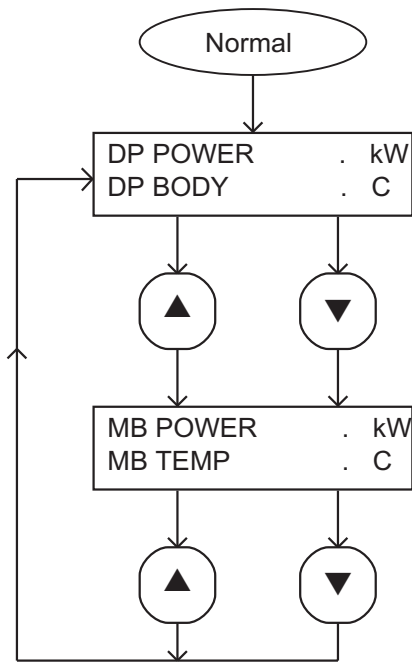 Normal
DP POWER . kW
DP BODY . C
MB POWER . kW
MB TEMP . C